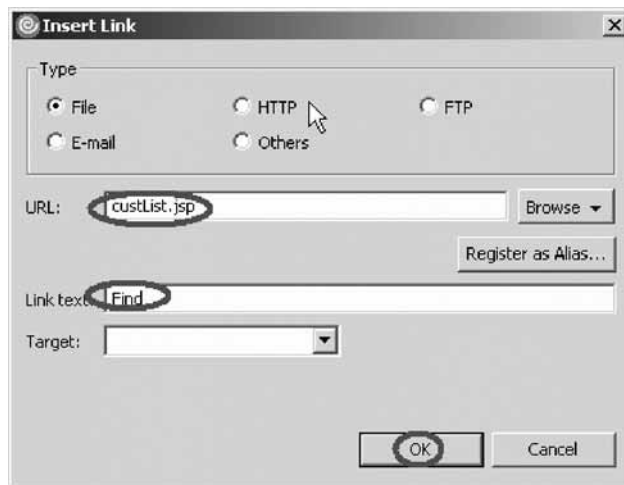 Insert Link
Type
File HTTP FTP
E-mail Others
URL: custList.jsp Browse
Register as Alias...
Link text: Find
Target:
OK Cancel